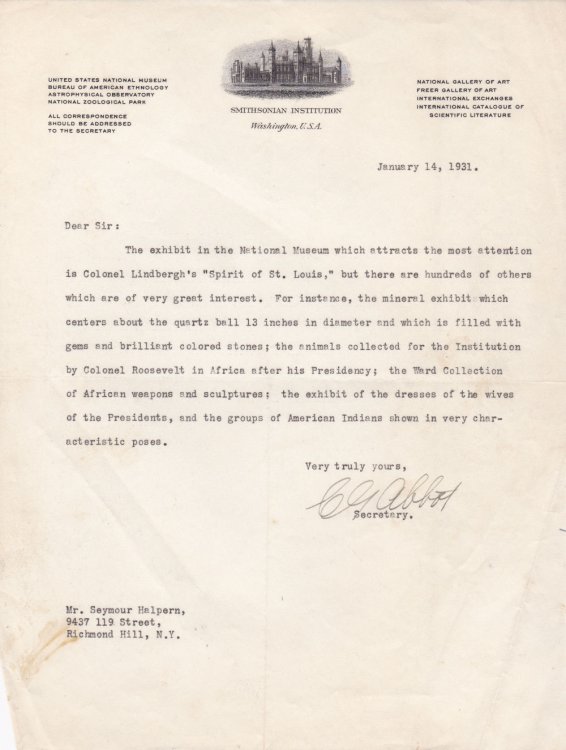 UNITED STATES NATIONAL MUSEUM
BUREAU OF AMERICAN ETHNOLOGY
ASTROPHYSICAL OBSERVATORY
NATIONAL ZOOLOGICAL PARK
ALL CORRESPONDENCE
SHOULD BE ADDRESSED
TO THE SECRETARY
SMITHSONIAN INSTITUTION
Washington, U.S.A.
NATIONAL GALLERY OF ART
FREER GALLERY OF ART
INTERNATIONAL EXCHANGES
INTERNATIONAL CATALOGUE OF
SCIENTIFIC LITERATURE
January 14, 1931.
Dear Sir:
The exhibit in the National Museum which attracts the most attention
is Colonel Lindbergh's "Spirit of St. Louis," but there are hundreds of others
which are of very great interest. For instance, the mineral exhibit which
centers about the quartz ball 13 inches in diameter and which is filled with
gems and brilliant colored stones; the animals collected for the Institution
by Colonel Roosevelt in Africa after his Presidency; the Ward Collection
of African weapons and sculptures; the exhibit of the dresses of the wives
of the Presidents, and the groups of American Indians shown in very char-
acteristic poses.
Very truly yours,
C G Abbot
Secretary.
Mr. Seymour Halpern,
9437 119 Street,
Richmond Hill, N.Y.